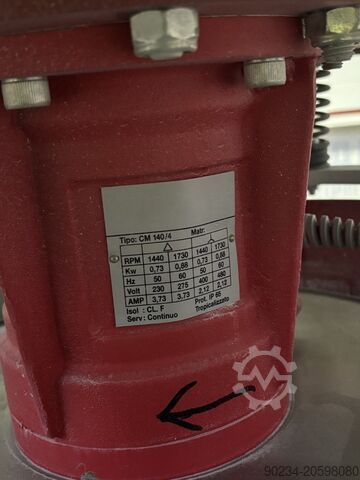 Tipo: CM 140/4 Matr:
RPM 1440 1730 1440 1730
Kw 0,73 0,88 0,73 0,88
Hz 50 60 50 60
Volt 230 275 400 480
AMP 3,73 3,73 2,12 2,12
Isol : CL. F Prot. IP 65
Serv: Continuo Tropicalizzato
90234-20598080